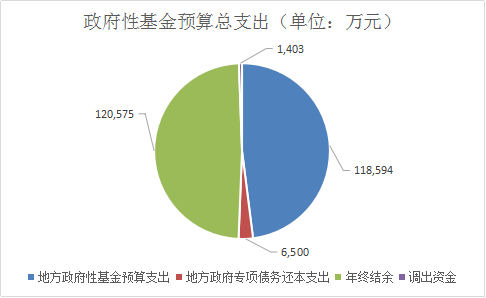 政府性基金预算总支出（单位：万元）
1,403
120,575
118,594
6,500
地方政府性基金预算支出 地方政府专项债务还本支出 年终结余 调出资金